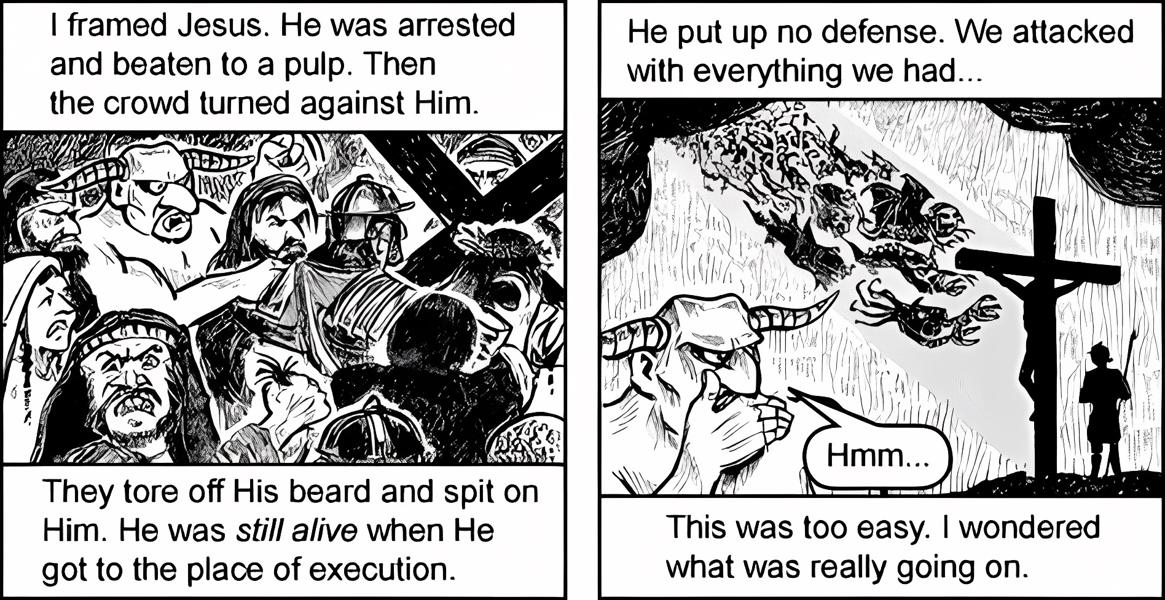 I framed Jesus. He was arrested
and beaten to a pulp. Then
the crowd turned against Him.
They tore off His beard and spit on
Him. He was still alive when He
got to the place of execution.
He put up no defense. We attacked
with everything we had...
Hmm...
This was too easy. I wondered
what was really going on.